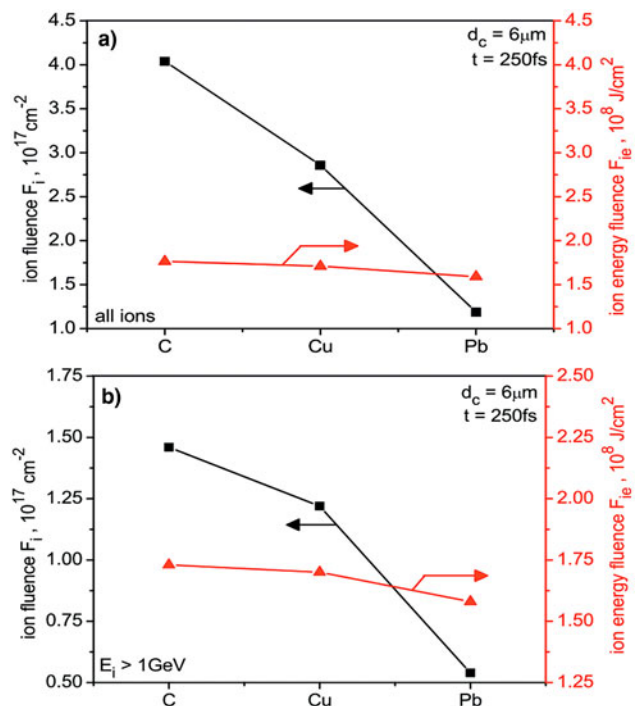 a)
d_c = 6μm
t = 250fs
ion fluence F_i , 10^17 cm^-2
4.5
4.0
3.5
3.0
2.5
2.0
1.5
1.0
4.5
4.0
3.5
3.0
2.5
2.0
1.5
1.0
ion energy fluence F_ie , 10^8 J/cm^2
all ions
C Cu Pb
b)
d_c = 6μm
t = 250fs
ion fluence F_i , 10^17 cm^-2
1.75
1.50
1.25
1.00
0.75
0.50
2.50
2.25
2.00
1.75
1.50
1.25
ion energy fluence F_ie , 10^8 J/cm^2
E_i > 1GeV
C Cu Pb